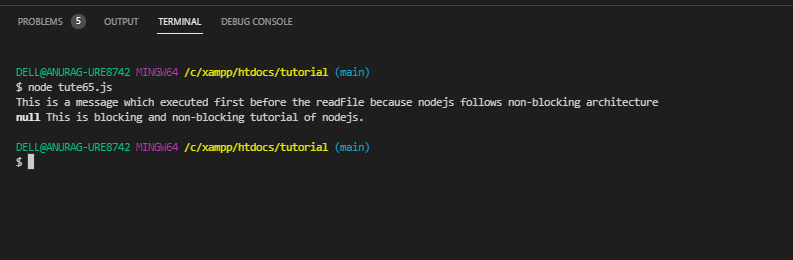 PROBLEMS 5 OUTPUT TERMINAL DEBUG CONSOLE
DELL@ANURAG-URE8742 MINGW64 /c/xampp/htdocs/tutorial (main)
$ node tute65.js
This is a message which executed first before the readFile because nodejs follows non-blocking architecture
null This is blocking and non-blocking tutorial of nodejs.
DELL@ANURAG-URE8742 MINGW64 /c/xampp/htdocs/tutorial (main)
$